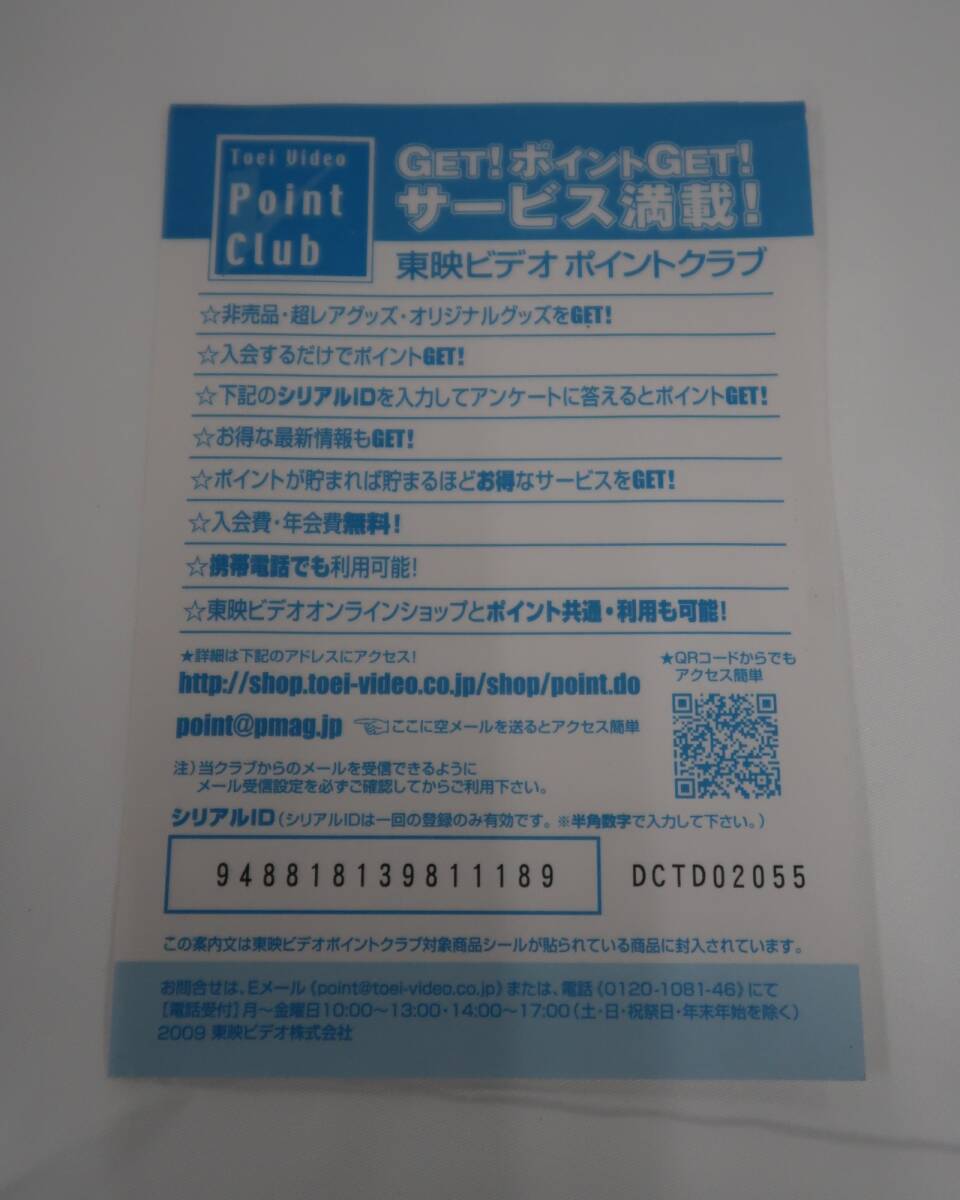 Toei Video
Point
Club
GET!ポイントGET!
サービス満載!
東映ビデオ ポイントクラブ
☆非売品・超レアグッズ・オリジナルグッズをGET!
☆入会するだけでポイントGET!
☆下記のシリアルIDを入力してアンケートに答えるとポイントGET!
☆お得な最新情報もGET!
☆ポイントが貯まれば貯まるほどお得なサービスをGET!
☆入会費・年会費無料!
☆携帯電話でも利用可能!
☆東映ビデオオンラインショップとポイント共通・利用も可能!
★詳細は下記のアドレスにアクセス!
http://shop.toei-video.co.jp/shop/point.do
point@pmag.jp ☜ここに空メールを送るとアクセス簡単
★QRコードからでも
アクセス簡単
注)当クラブからのメールを受信できるように
メール受信設定を必ずご確認してからご利用下さい。
シリアルID(シリアルIDは一回の登録のみ有効です。※半角数字で入力して下さい。)
948818139811189 DCTD02055
この案内文は東映ビデオポイントクラブ対象商品シールが貼られている商品に封入されています。
お問合せは、Eメール(point@toei-video.co.jp)または、電話(0120-1081-46)にて
[電話受付]月～金曜日10:00～13:00・14:00～17:00(土・日・祝祭日・年末年始を除く)
2009 東映ビデオ株式会社